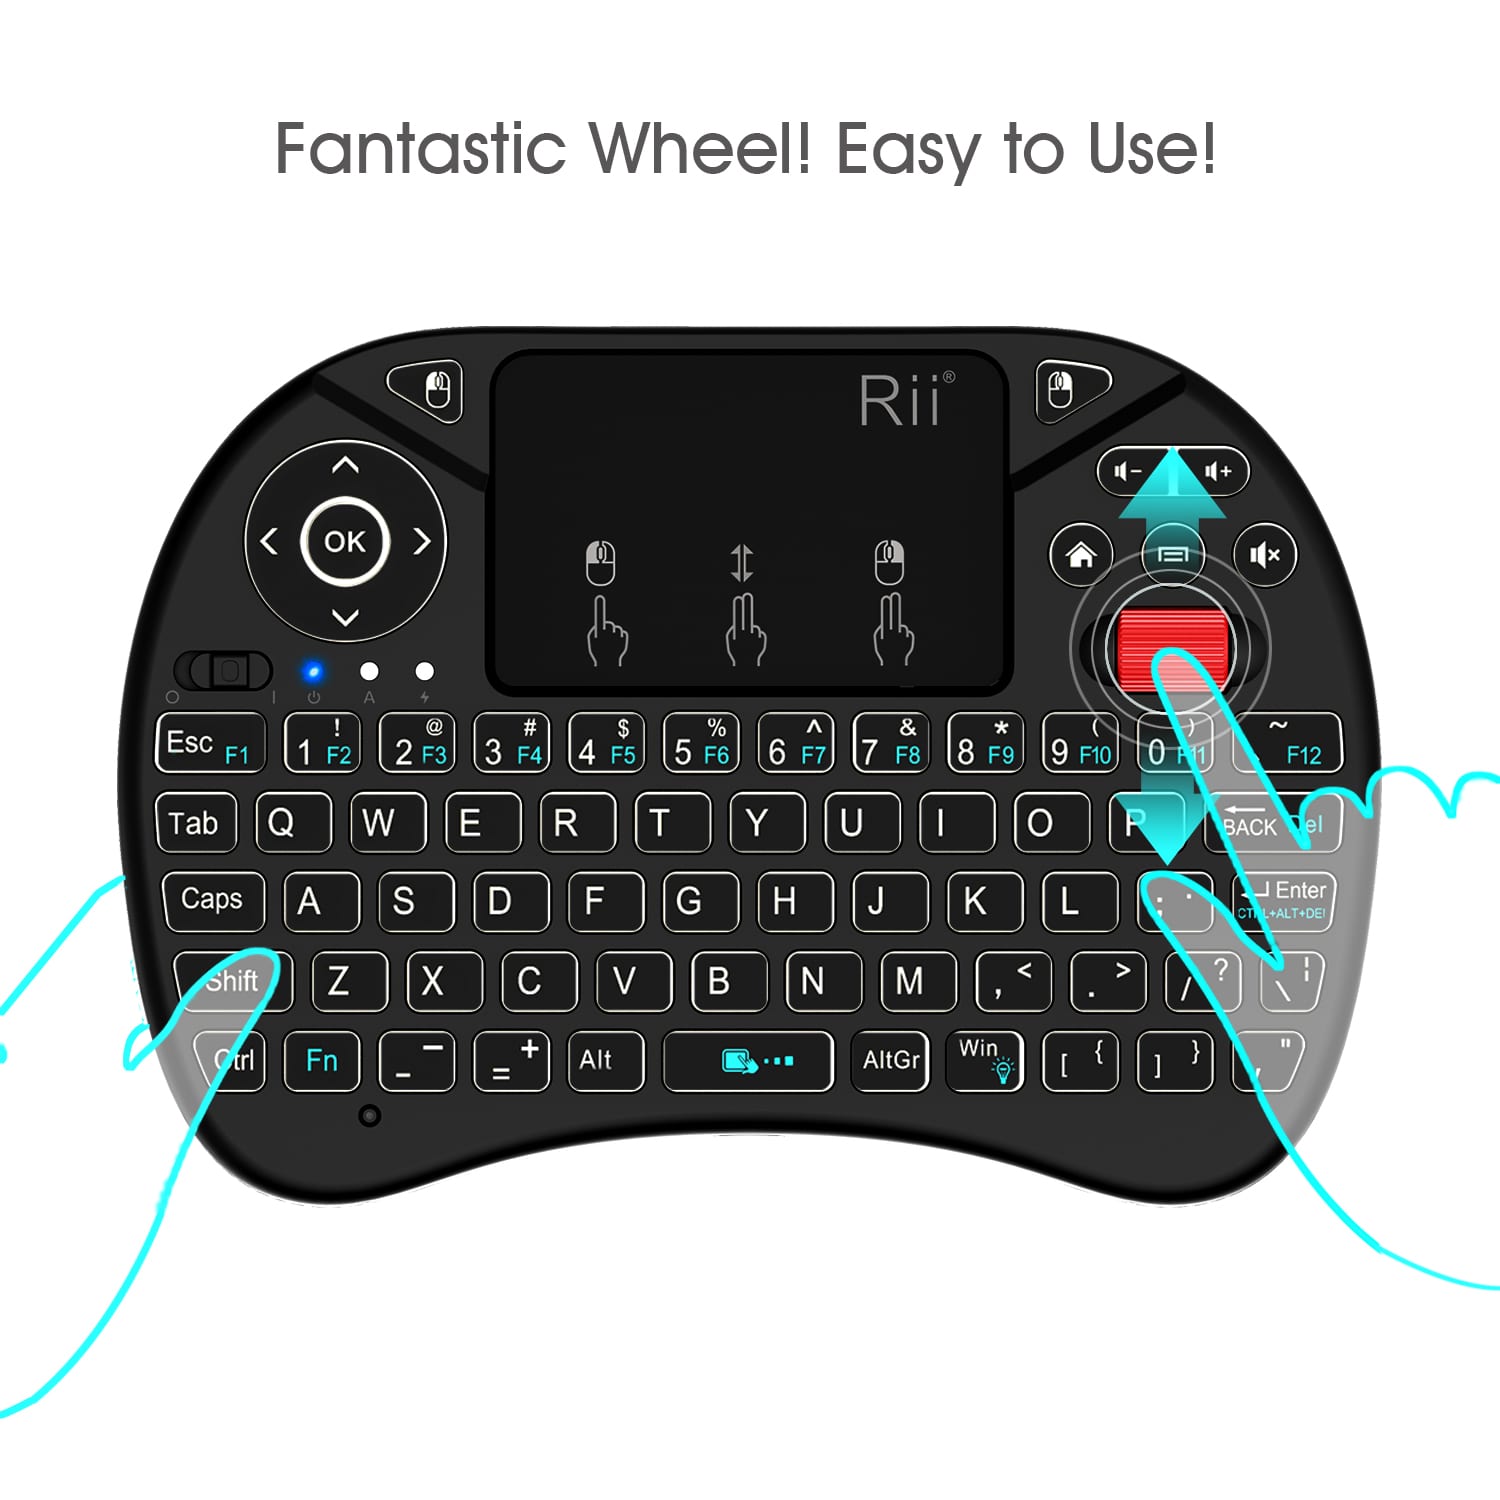 Fantastic Wheel! Easy to Use!
Rii®
OK
A
Esc F1 1 ! F2 2 @ F3 3 # F4 4 $ F5 5 % F6 6 ^ F7 7 & F8 8 * F9 9 ( F10 0 ) F11 ~ F12
Tab Q W E R T Y U I O P BACK Del
Caps A S D F G H J K L ; Enter
CTRL+ALT+DEL
Shift Z X C V B N M , < . > / ? \ ¦
Ctrl Fn _ − = + Alt AltGr Win [ { ] } , "